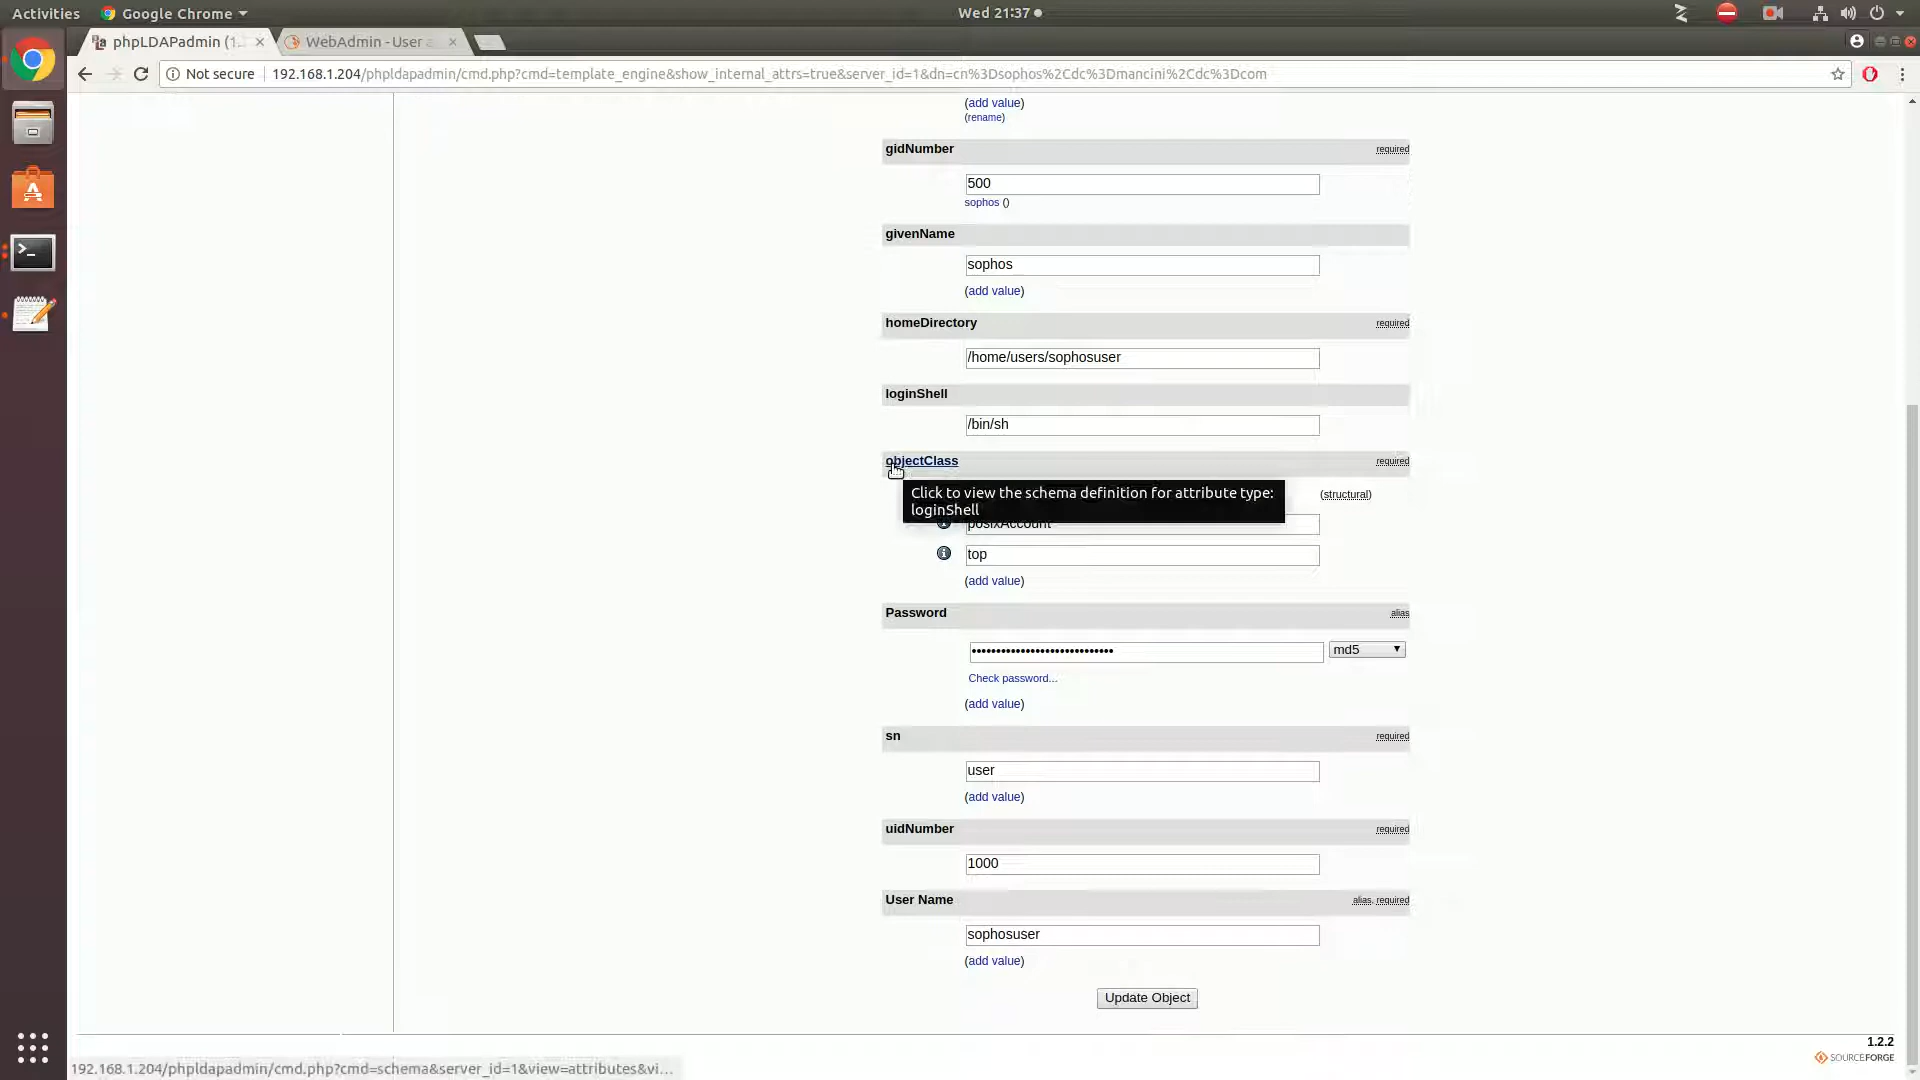 Activities
Google Chrome
Wed 21:37
phpLDAPadmin (1.
WebAdmin - User a
Not secure
192.168.1.204/phpldapadmin/cmd.php?cmd=template_engine&show_internal_attrs=true&server_id=1&dn=cn%3Dsophos%2Cdc%3Dmancini%2Cdc%3Dcom
(add value)
(rename)
gidNumber
required
500
sophos ()
givenName
sophos
(add value)
homeDirectory
required
/home/users/sophosuser
loginShell
/bin/sh
objectClass
required
Click to view the schema definition for attribute type:
loginShell
(structural)
posixAccount
top
(add value)
Password
alias
••••••••••••••••••••••••••••••
md5
Check password...
(add value)
sn
required
user
(add value)
uidNumber
required
1000
User Name
alias, required
sophosuser
(add value)
Update Object
1.2.2
SOURCEFORGE
192.168.1.204/phpldapadmin/cmd.php?cmd=schema&server_id=1&view=attributes&vi...